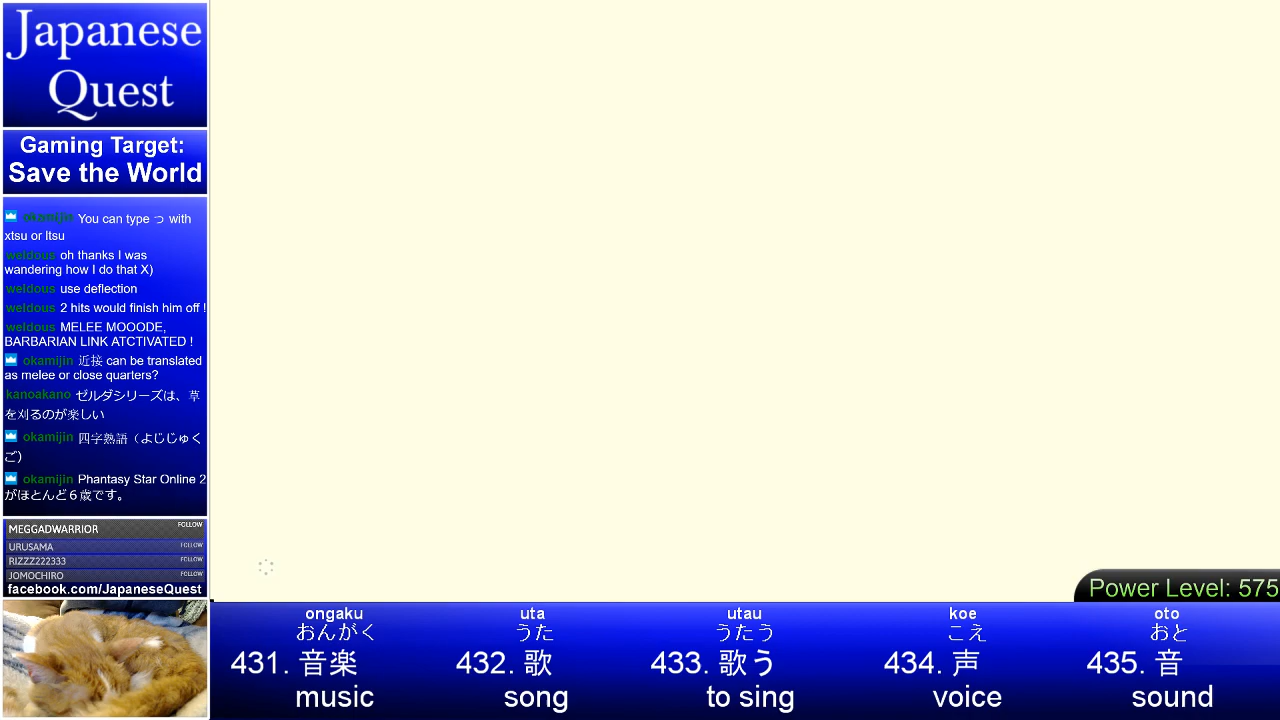 Japanese
Quest
Gaming Target:
Save the World
okamijin You can type っ with
xtsu or ltsu
weldous oh thanks I was
wandering how I do that X)
weldous use deflection
weldous 2 hits would finish him off !
weldous MELEE MOOODE,
BARBARIAN LINK ATCTIVATED !
okamijin 近接 can be translated
as melee or close quarters?
kanoakano ゼルダシリーズは、草
を刈るのが楽しい
okamijin 四字熟語（よじじゅく
ご）
okamijin Phantasy Star Online 2
がほとんど６歳です。
MEGGADWARRIOR FOLLOW
URUSAMA FOLLOW
RIZZZ222333 FOLLOW
JOMOCHIRO FOLLOW
facebook.com/JapaneseQuest
Power Level: 575
ongaku uta utau koe oto
おんがく うた うたう こえ おと
431. 音楽 432. 歌 433. 歌う 434. 声 435. 音
music song to sing voice sound